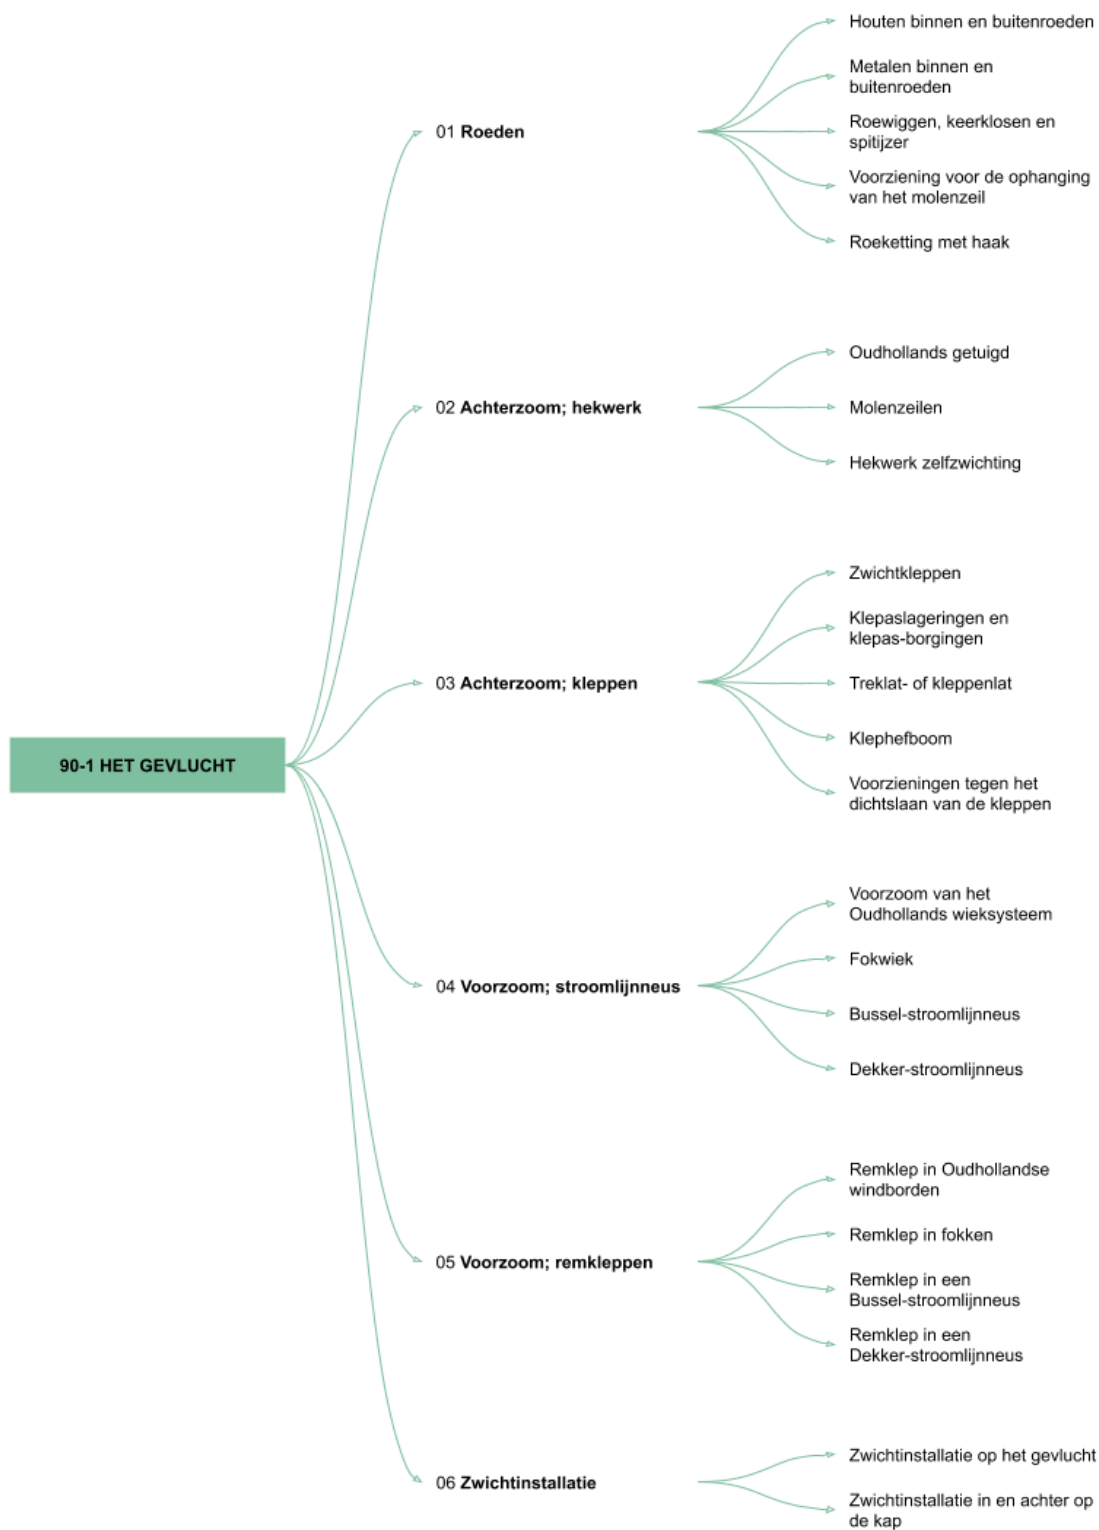 90-1 HET GEVLUCHT
01 Roeden
Houten binnen en buitenroeden
Metalen binnen en
buitenroeden
Roewiggen, keerklosen en
spitijzer
Voorziening voor de ophanging
van het molenzeil
Roeketting met haak
02 Achterzoom; hekwerk
Oudhollands getuigd
Molenzeilen
Hekwerk zelfzwichting
03 Achterzoom; kleppen
Zwichtkleppen
Klepaslageringen en
klepas-borgingen
Treklat- of kleppenlat
Klephefboom
Voorzieningen tegen het
dichtslaan van de kleppen
04 Voorzoom; stroomlijnneus
Voorzoom van het
Oudhollands wieksysteem
Fokwiek
Bussel-stroomlijnneus
Dekker-stroomlijnneus
05 Voorzoom; remkleppen
Remklep in Oudhollandse
windborden
Remklep in fokken
Remklep in een
Bussel-stroomlijnneus
Remklep in een
Dekker-stroomlijnneus
06 Zwichtinstallatie
Zwichtinstallatie op het gevlucht
Zwichtinstallatie in en achter op
de kap